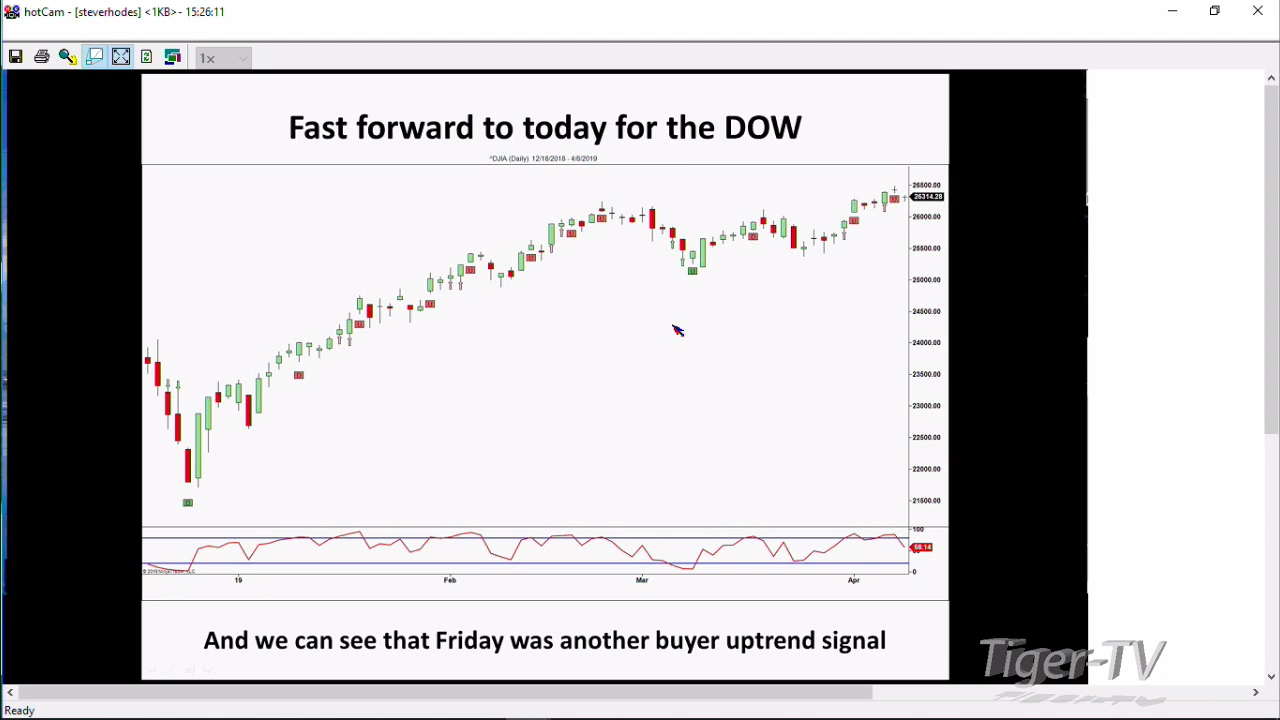 hotCam - [steverhodes] <1KB> - 15:26:11
1x
Fast forward to today for the DOW
^DJIA (Daily) 12/18/2018 - 4/8/2019
26500.00
26314.28
26000.00
25500.00
25000.00
24500.00
24000.00
23500.00
23000.00
22500.00
22000.00
21500.00
100
0
19
Feb
Mar
Apr
And we can see that Friday was another buyer uptrend signal
Tiger-TV
Ready